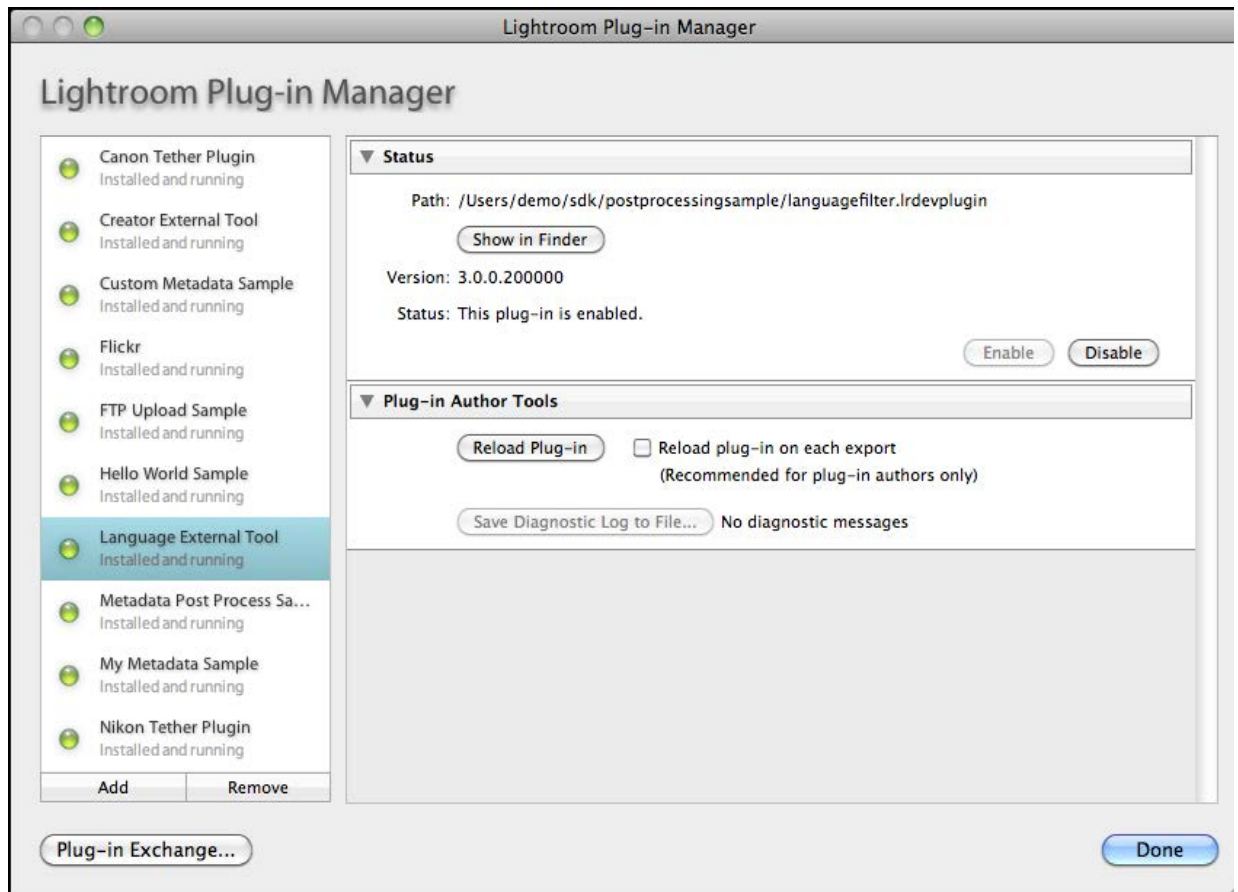 Lightroom Plug-in Manager
Lightroom Plug-in Manager
Canon Tether Plugin
Installed and running
Creator External Tool
Installed and running
Custom Metadata Sample
Installed and running
Flickr
Installed and running
FTP Upload Sample
Installed and running
Hello World Sample
Installed and running
Language External Tool
Installed and running
Metadata Post Process Sa...
Installed and running
My Metadata Sample
Installed and running
Nikon Tether Plugin
Installed and running
Add Remove
Status
Path: /Users/demo/sdk/postprocessingsample/languagefilter.lrdevplugin
Show in Finder
Version: 3.0.0.200000
Status: This plug-in is enabled.
Enable Disable
Plug-in Author Tools
Reload Plug-in Reload plug-in on each export
(Recommended for plug-in authors only)
Save Diagnostic Log to File... No diagnostic messages
Plug-in Exchange... Done